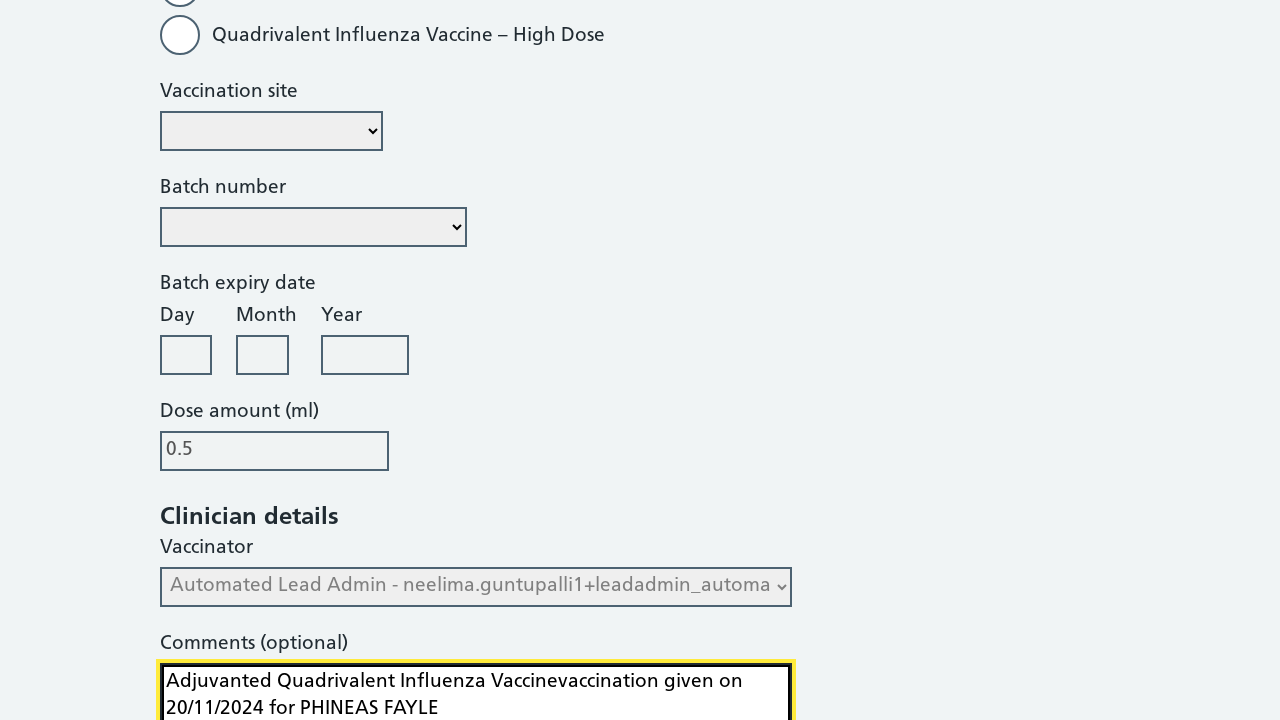 Quadrivalent Influenza Vaccine – High Dose
Vaccination site
Batch number
Batch expiry date
Day Month Year
Dose amount (ml)
0.5
Clinician details
Vaccinator
Automated Lead Admin - neelima.guntupalli1+leadadmin_automa
Comments (optional)
Adjuvanted Quadrivalent Influenza Vaccinevaccination given on
20/11/2024 for PHINEAS FAYLE